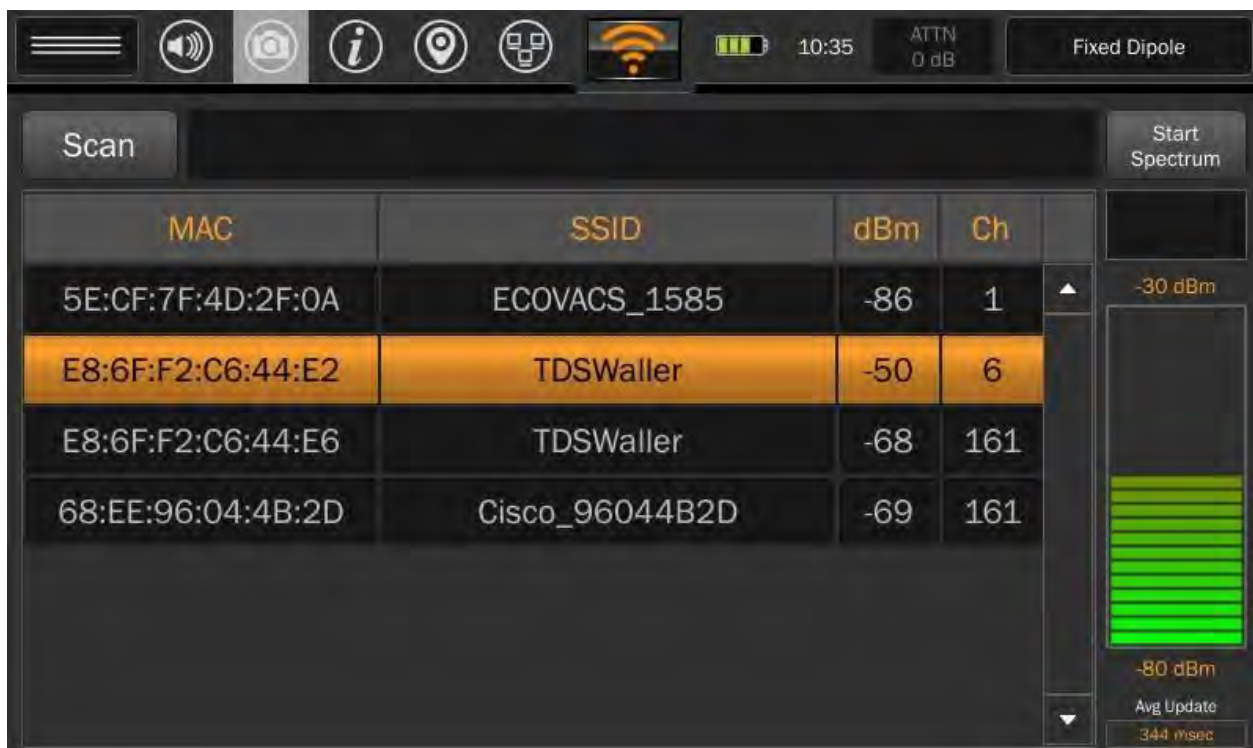 10:35
ATTN
0 dB
Fixed Dipole
Scan
Start
Spectrum
MAC SSID dBm Ch
-30 dBm
5E:CF:7F:4D:2F:0A ECOVACS_1585 -86 1
E8:6F:F2:C6:44:E2 TDSWaller -50 6
E8:6F:F2:C6:44:E6 TDSWaller -68 161
68:EE:96:04:4B:2D Cisco_96044B2D -69 161
-80 dBm
Avg Update
344 msec